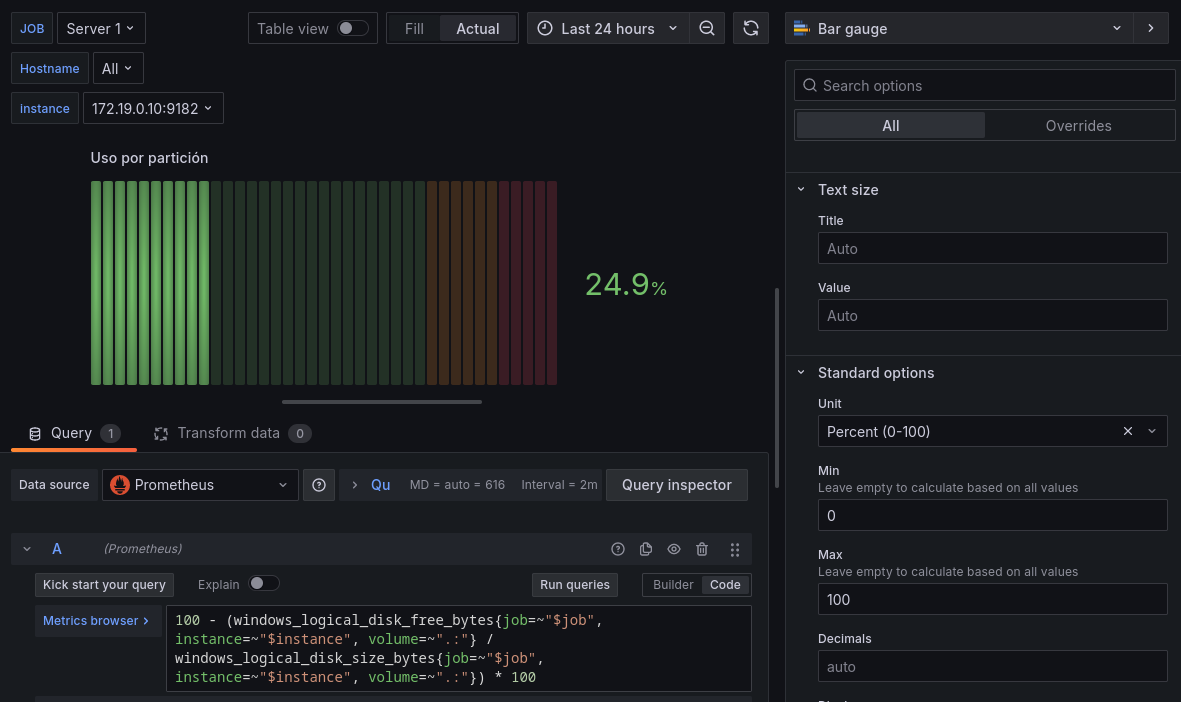 JOB Server 1
Table view Fill Actual Last 24 hours
Bar gauge
Hostname All
instance 172.19.0.10:9182
Search options
All Overrides
Uso por partición
24.9%
Text size
Title
Auto
Value
Auto
Standard options
Unit
Percent (0-100)
Min
Leave empty to calculate based on all values
0
Max
Leave empty to calculate based on all values
100
Decimals
auto
Query 1 Transform data 0
Data source Prometheus Qu MD = auto = 616 Interval = 2m Query inspector
A (Prometheus)
Kick start your query Explain Run queries Builder Code
Metrics browser >
100 - (windows_logical_disk_free_bytes{job=~"$job",
instance=~"$instance", volume=~".:"} /
windows_logical_disk_size_bytes{job=~"$job",
instance=~"$instance", volume=~".:"}) * 100